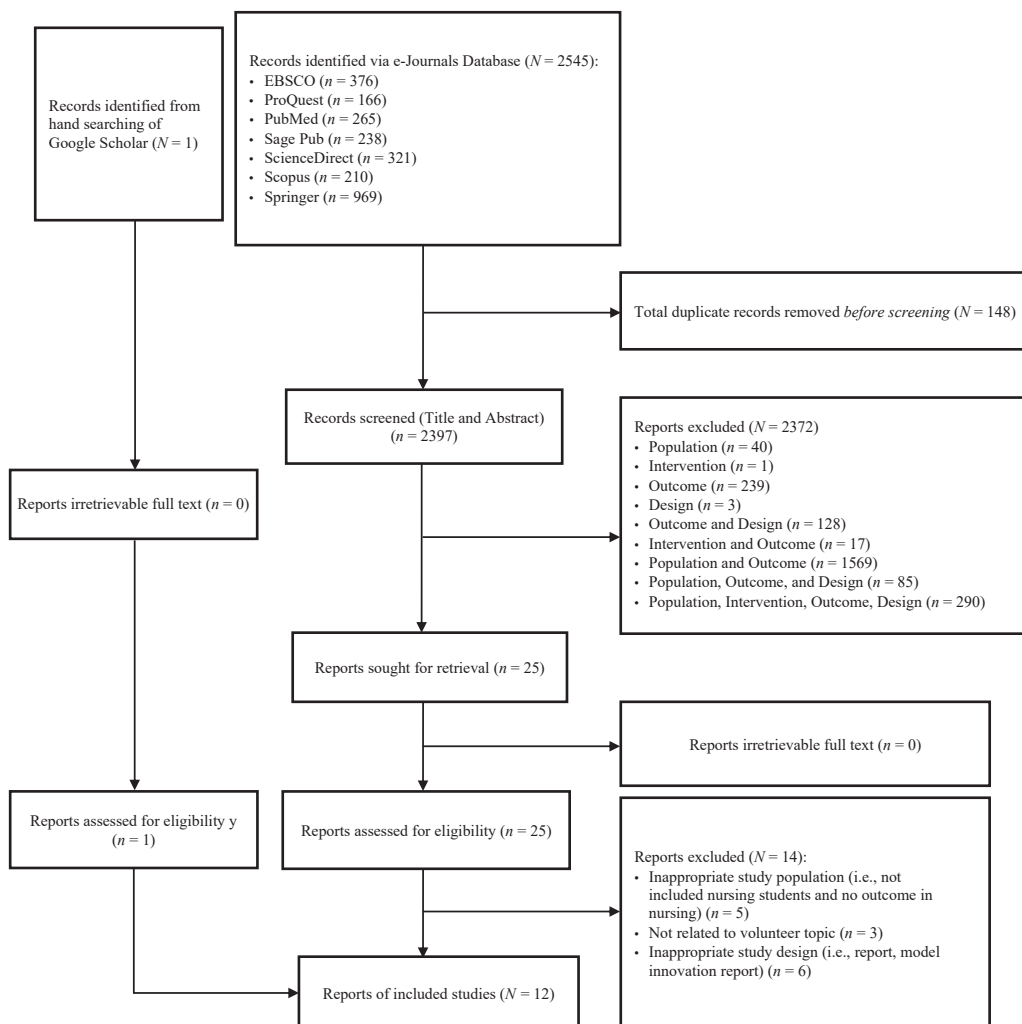 Records identified from
hand searching of
Google Scholar (N = 1)
Records identified via e-Journals Database (N = 2545):
• EBSCO (n = 376)
• ProQuest (n = 166)
• PubMed (n = 265)
• Sage Pub (n = 238)
• ScienceDirect (n = 321)
• Scopus (n = 210)
• Springer (n = 969)
Total duplicate records removed before screening (N = 148)
Records screened (Title and Abstract)
(n = 2397)
Reports excluded (N = 2372)
• Population (n = 40)
• Intervention (n = 1)
• Outcome (n = 239)
• Design (n = 3)
• Outcome and Design (n = 128)
• Intervention and Outcome (n = 17)
• Population and Outcome (n = 1569)
• Population, Outcome, and Design (n = 85)
• Population, Intervention, Outcome, Design (n = 290)
Reports irretrievable full text (n = 0)
Reports sought for retrieval (n = 25)
Reports irretrievable full text (n = 0)
Reports assessed for eligibility y
(n = 1)
Reports assessed for eligibility (n = 25)
Reports excluded (N = 14):
• Inappropriate study population (i.e., not
included nursing students and no outcome in
nursing) (n = 5)
• Not related to volunteer topic (n = 3)
• Inappropriate study design (i.e., report, model
innovation report) (n = 6)
Reports of included studies (N = 12)